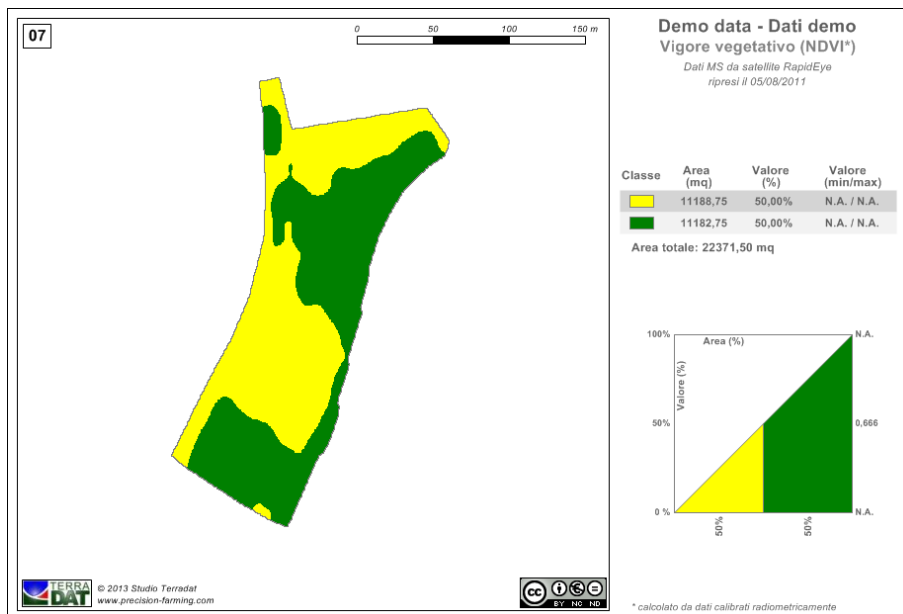 07
0 50 100 150 m
Demo data - Dati demo
Vigore vegetativo (NDVI*)
Dati MS da satellite RapidEye
ripresi il 05/08/2011
Classe Area (mq) Valore (%) Valore (min/max)
11188,75 50,00% N.A. / N.A.
11182,75 50,00% N.A. / N.A.
Area totale: 22371,50 mq
100% Area (%) N.A.
Valore (%)
50% 0,666
0 % N.A.
50% 50%
TERRA
DAT
© 2013 Studio Terradat
www.precision-farming.com
cc
BY NC ND
* calcolato da dati calibrati radiometricamente